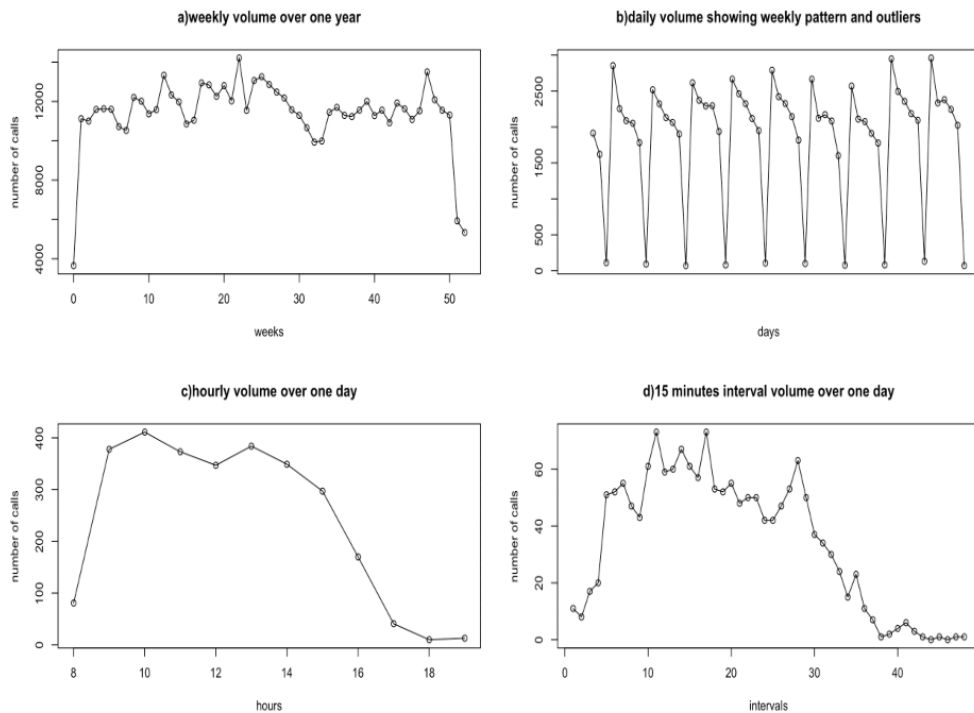 a)weekly volume over one year
number of calls
12000
8000
4000
0 10 20 30 40 50
weeks
b)daily volume showing weekly pattern and outliers
number of calls
2500
1500
500
0
days
c)hourly volume over one day
number of calls
400
300
200
100
0
8 10 12 14 16 18
hours
d)15 minutes interval volume over one day
number of calls
60
40
20
0
0 10 20 30 40
intervals